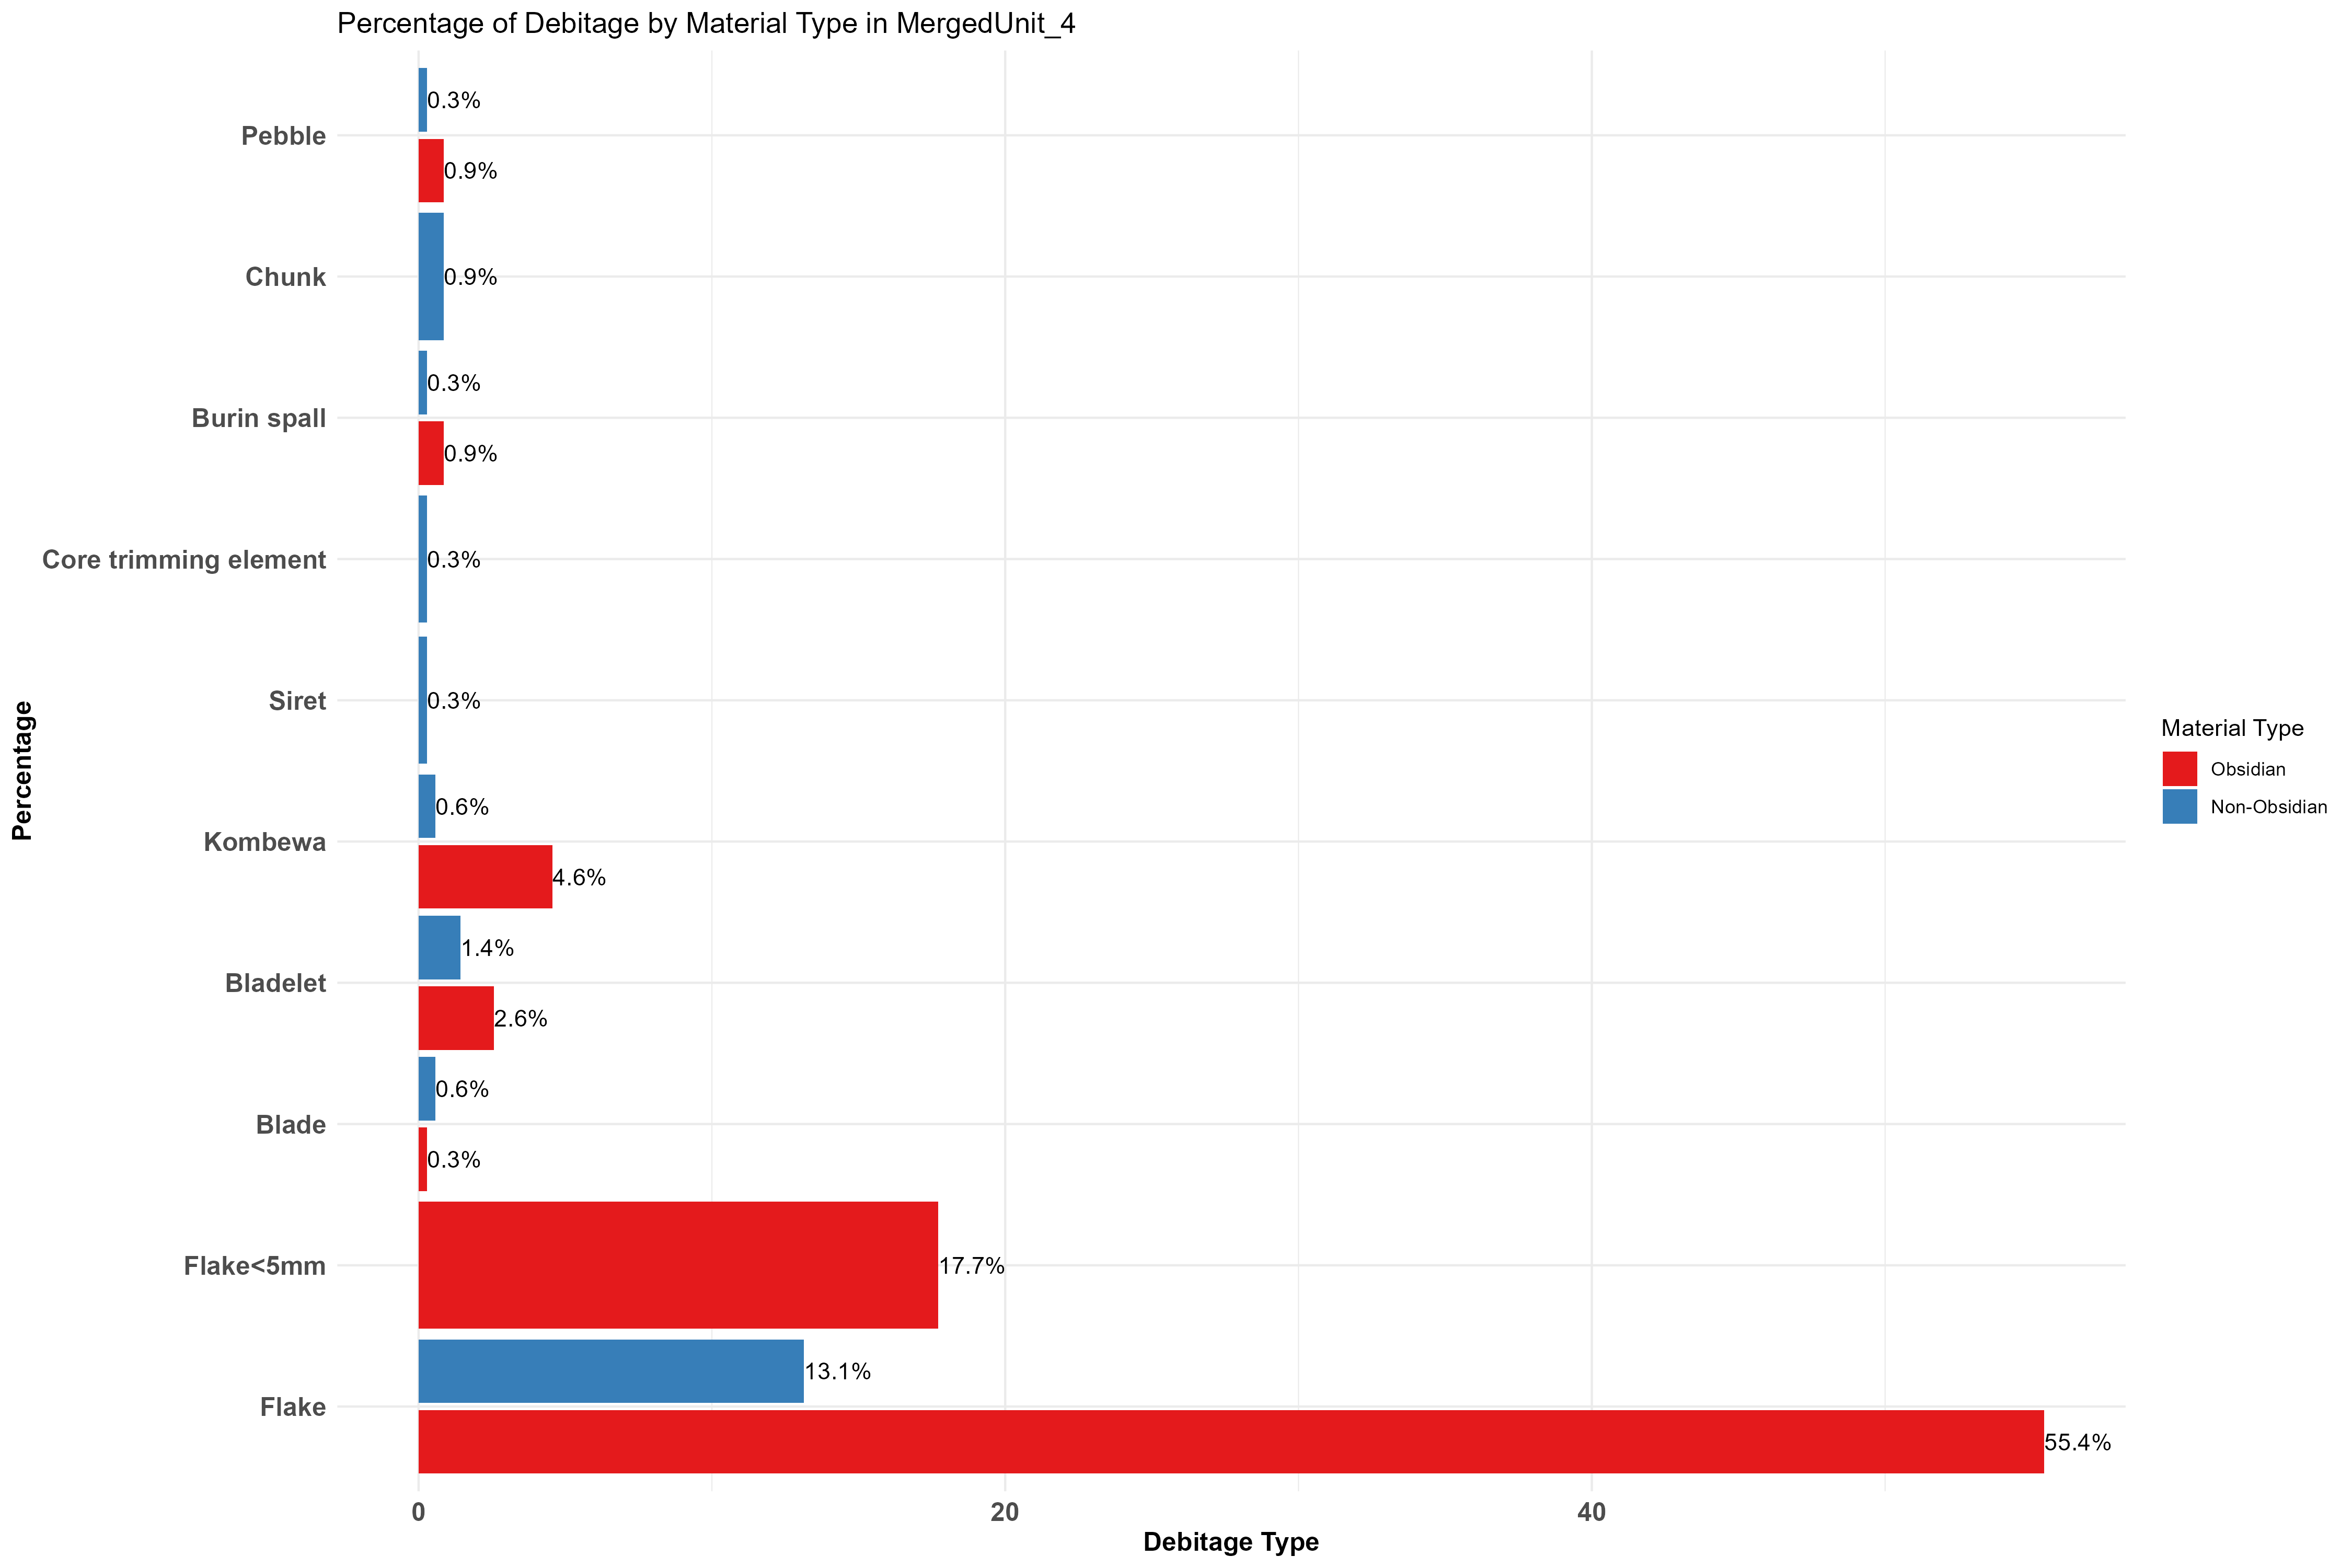 Percentage of Debitage by Material Type in MergedUnit_4
Percentage
Pebble
0.3%
0.9%
Chunk
0.9%
Burin spall
0.3%
0.9%
Core trimming element
0.3%
Siret
0.3%
Kombewa
0.6%
4.6%
Bladelet
1.4%
2.6%
Blade
0.6%
0.3%
Flake<5mm
17.7%
Flake
13.1%
55.4%
0
20
40
Debitage Type
Material Type
Obsidian
Non-Obsidian